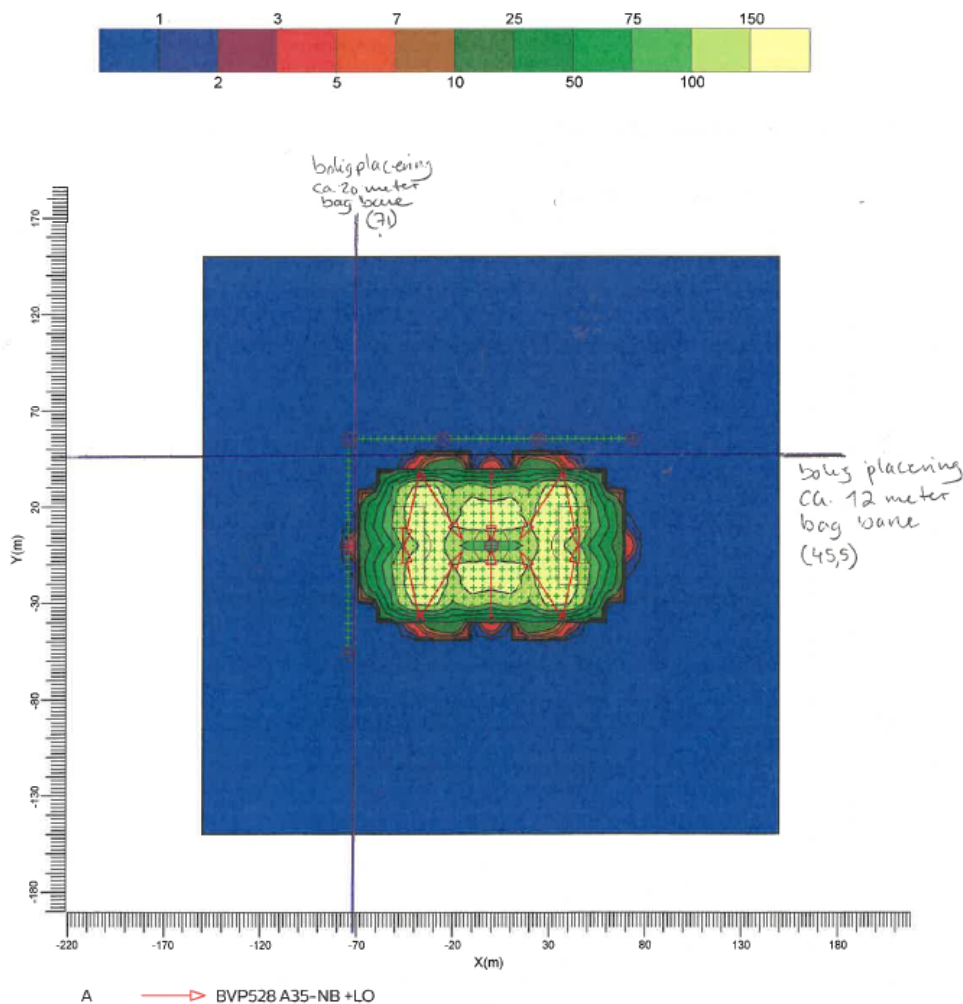 1 3 7 25 75 150
2 5 10 50 100
boligplacering
ca 20 meter
bag bane
(71)
170
120
70
20
-30
-80
-130
-180
Y(m)
bolig placering
ca. 12 meter
bag bane
(45,5)
-220 -170 -120 -70 -20 30 80 130 180
X(m)
A BVP528 A35-NB +LO